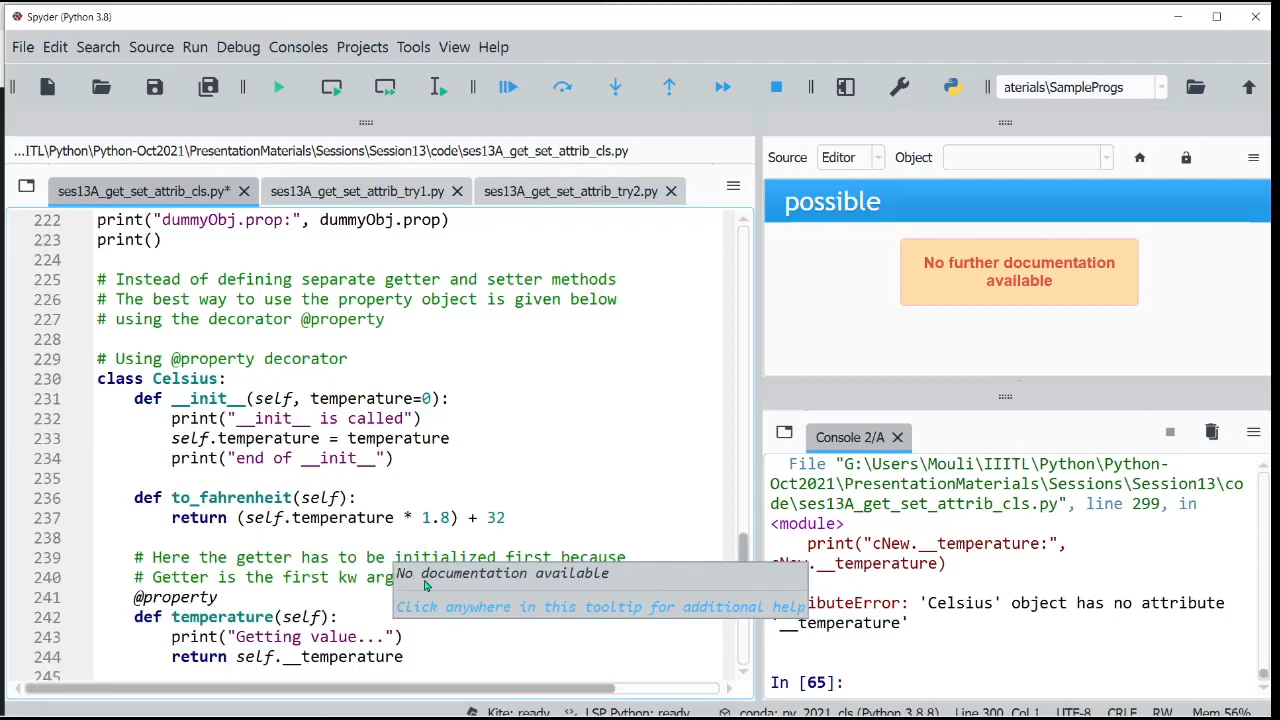 Spyder (Python 3.8)
File Edit Search Source Run Debug Consoles Projects Tools View Help
aterials\SampleProgs
...ITL\Python\Python-Oct2021\PresentationMaterials\Sessions\Session13\code\ses13A_get_set_attrib_cls.py
ses13A_get_set_attrib_cls.py* ses13A_get_set_attrib_try1.py ses13A_get_set_attrib_try2.py
222 print("dummyObj.prop:", dummyObj.prop)
223 print()
224
225 # Instead of defining separate getter and setter methods
226 # The best way to use the property object is given below
227 # using the decorator @property
228
229 # Using @property decorator
230 class Celsius:
231 def __init__(self, temperature=0):
232 print("__init__ is called")
233 self.temperature = temperature
234 print("end of __init__")
235
236 def to_fahrenheit(self):
237 return (self.temperature * 1.8) + 32
238
239 # Here the getter has to be initialized first because
240 # Getter is the first kw arg
241 @property
242 def temperature(self):
243 print("Getting value...")
244 return self.__temperature
245
No documentation available
Click anywhere in this tooltip for additional help
Source Editor Object
possible
No further documentation
available
Console 2/A
File "G:\Users\Mouli\IIITL\Python\Python-
Oct2021\PresentationMaterials\Sessions\Session13\co
de\ses13A_get_set_attrib_cls.py", line 299, in
<module>
print("cNew.__temperature:",
cNew.__temperature)
ributeError: 'Celsius' object has no attribute
'__temperature'
In [65]:
Kite: ready LSP Python: ready conda: py_2021_cls (Python 3.8.8) Line 300, Col 1 UTF-8 CRLF RW Mem 56%